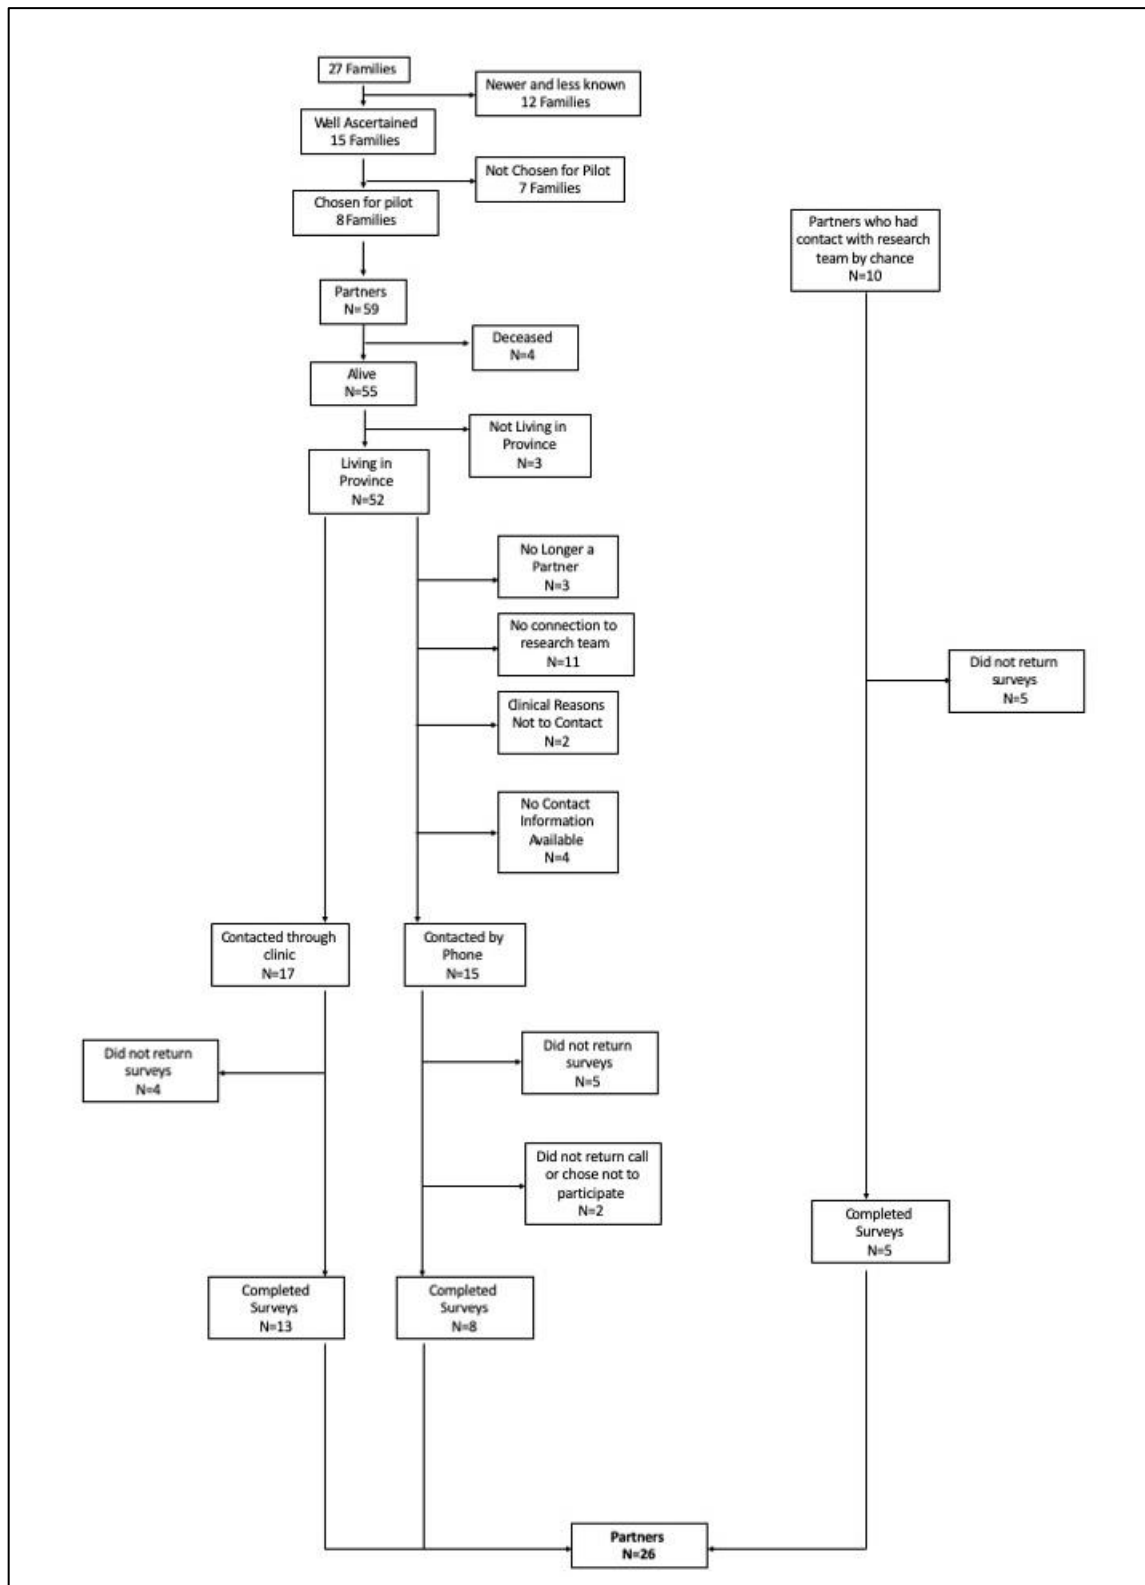 27 Families
Newer and less known
12 Families
Well Ascertained
15 Families
Not Chosen for Pilot
7 Families
Chosen for pilot
8 Families
Partners who had
contact with research
team by chance
N=10
Partners
N=59
Deceased
N=4
Alive
N=55
Not Living in
Province
N=3
Living in
Province
N=52
No Longer a
Partner
N=3
No connection to
research team
N=11
Did not return
surveys
N=5
Clinical Reasons
Not to Contact
N=2
No Contact
Information
Available
N=4
Contacted through
clinic
N=17
Contacted by
Phone
N=15
Did not return
surveys
N=4
Did not return
surveys
N=5
Did not return call
or chose not to
participate
N=2
Completed
Surveys
N=5
Completed
Surveys
N=13
Completed
Surveys
N=8
Partners
N=26